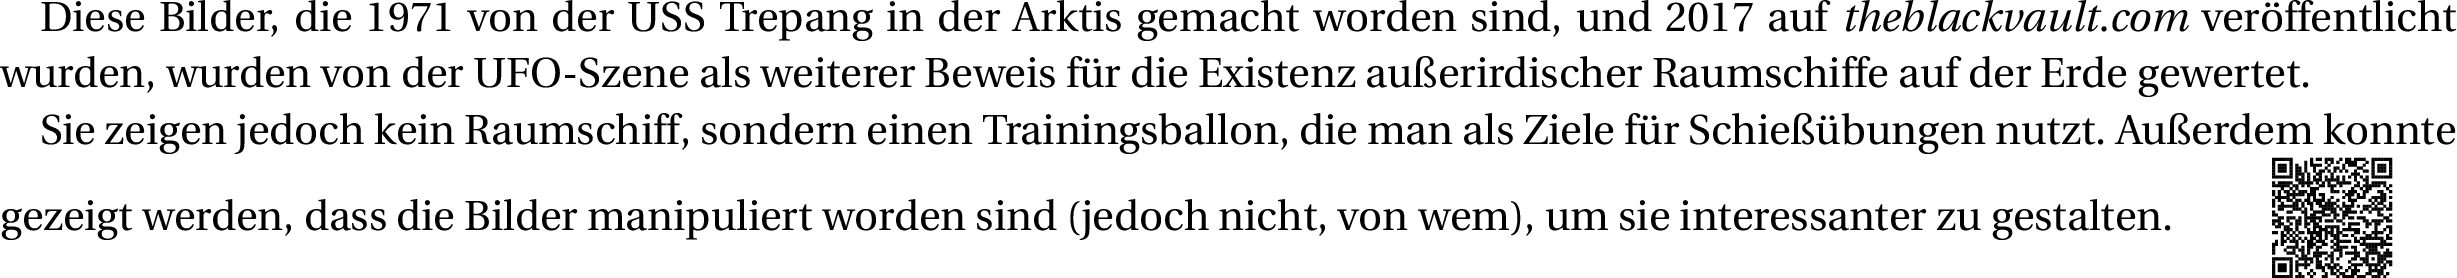 Diese Bilder, die 1971 von der USS Trepang in der Arktis gemacht worden sind, und 2017 auf theblackvault.com veröffentlicht
wurden, wurden von der UFO-Szene als weiterer Beweis für die Existenz außerirdischer Raumschiffe auf der Erde gewertet.
Sie zeigen jedoch kein Raumschiff, sondern einen Trainingsballon, die man als Ziele für Schießübungen nutzt. Außerdem konnte
gezeigt werden, dass die Bilder manipuliert worden sind (jedoch nicht, von wem), um sie interessanter zu gestalten.